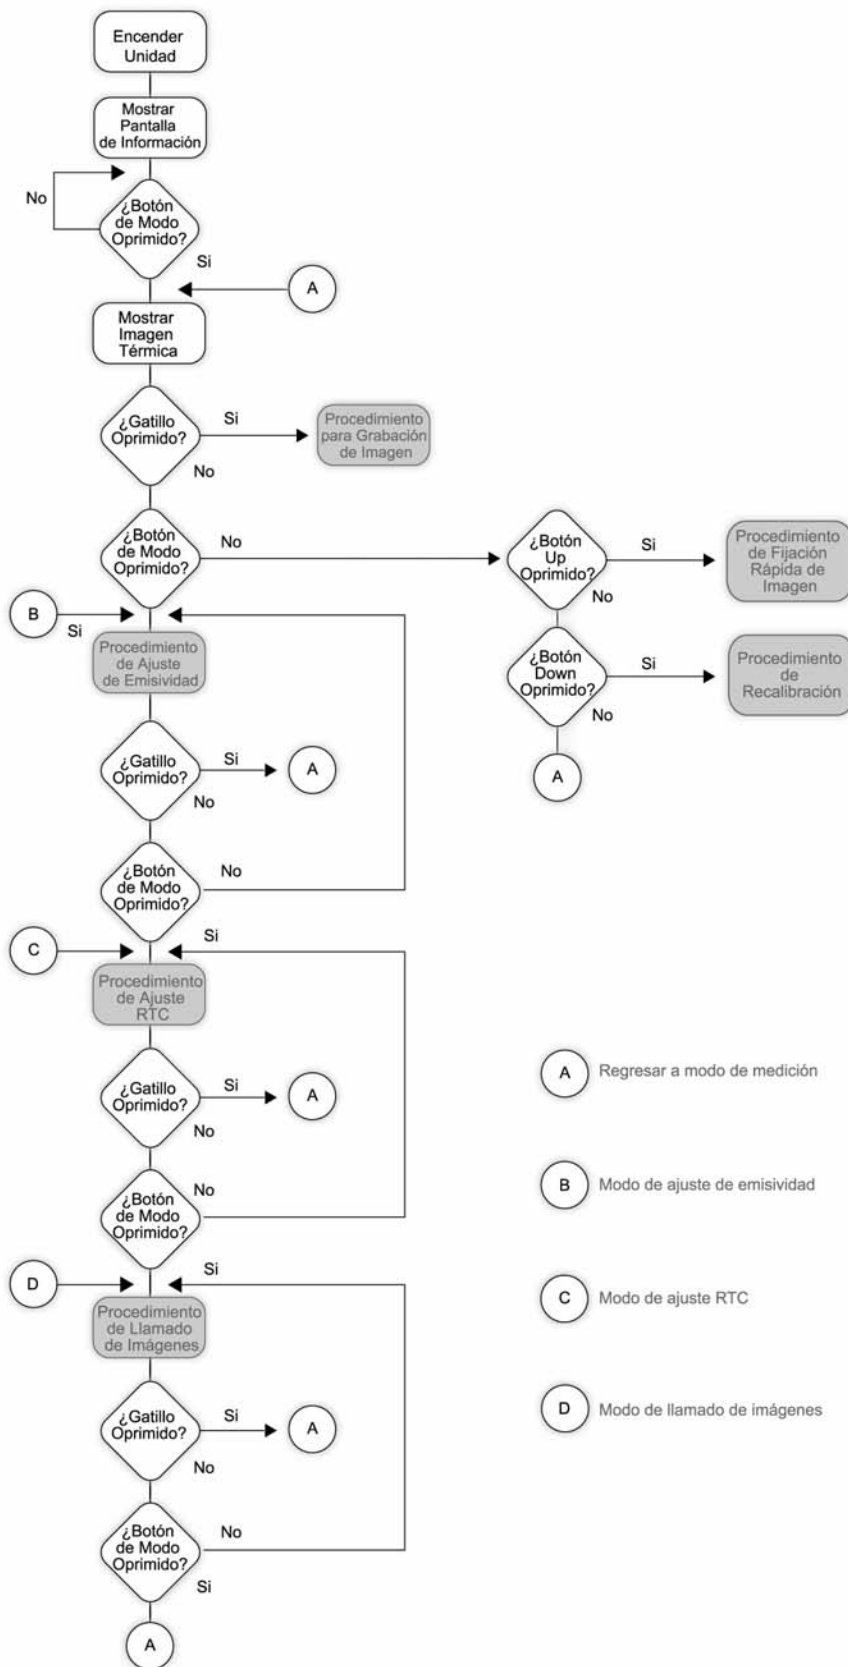 Encender
Unidad
Mostrar
Pantalla
de Información
No
¿Botón
de Modo
Oprimido?
Si
A
Mostrar
Imagen
Térmica
¿Gatillo
Oprimido?
Si
Procedimiento
para Grabación
de Imagen
No
¿Botón
de Modo
Oprimido?
No
¿Botón
Up
Oprimido?
Si
Procedimiento
de Fijación
Rápida de
Imagen
No
B
Si
Procedimiento
de Ajuste
de Emisividad
¿Botón
Down
Oprimido?
Si
Procedimiento
de
Recalibración
No
A
¿Gatillo
Oprimido?
Si
A
No
¿Botón
de Modo
Oprimido?
No
C
Si
Procedimiento
de Ajuste
RTC
¿Gatillo
Oprimido?
Si
A
No
¿Botón
de Modo
Oprimido?
No
D
Si
Procedimiento
de Llamado
de Imágenes
¿Gatillo
Oprimido?
Si
A
No
¿Botón
de Modo
Oprimido?
No
Si
A
A Regresar a modo de medición
B Modo de ajuste de emisividad
C Modo de ajuste RTC
D Modo de llamado de imágenes